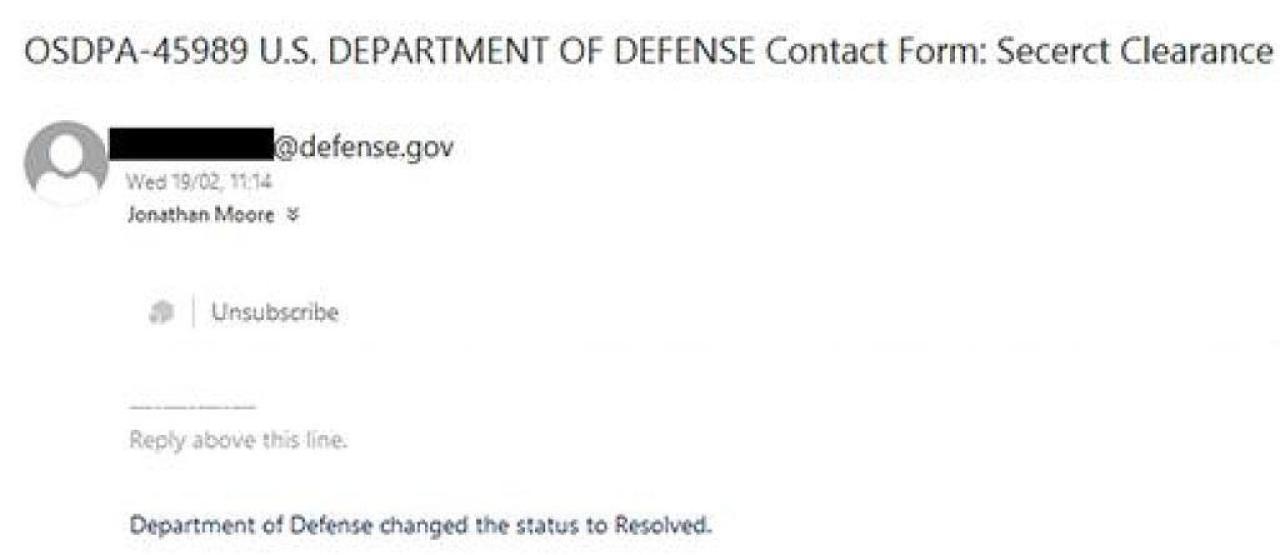 OSDPA-45989 U.S. DEPARTMENT OF DEFENSE Contact Form: Secerct Clearance
@defense.gov
Wed 19/02, 11:14
Jonathan Moore
Unsubscribe
Reply above this line.
Department of Defense changed the status to Resolved.